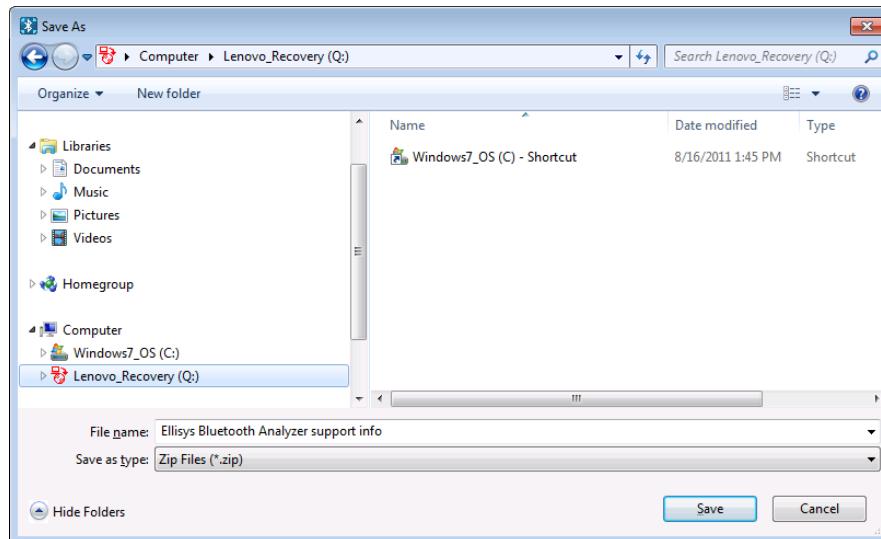 Save As
Computer Lenovo_Recovery (Q:) Search Lenovo_Recovery (Q:)
Organize New folder
Name Date modified Type
Libraries
Windows7_OS (C) - Shortcut 8/16/2011 1:45 PM Shortcut
Documents
Music
Pictures
Videos
Homegroup
Computer
Windows7_OS (C:)
Lenovo_Recovery (Q:)
File name: Ellisys Bluetooth Analyzer support info
Save as type: Zip Files (*.zip)
Hide Folders Save Cancel